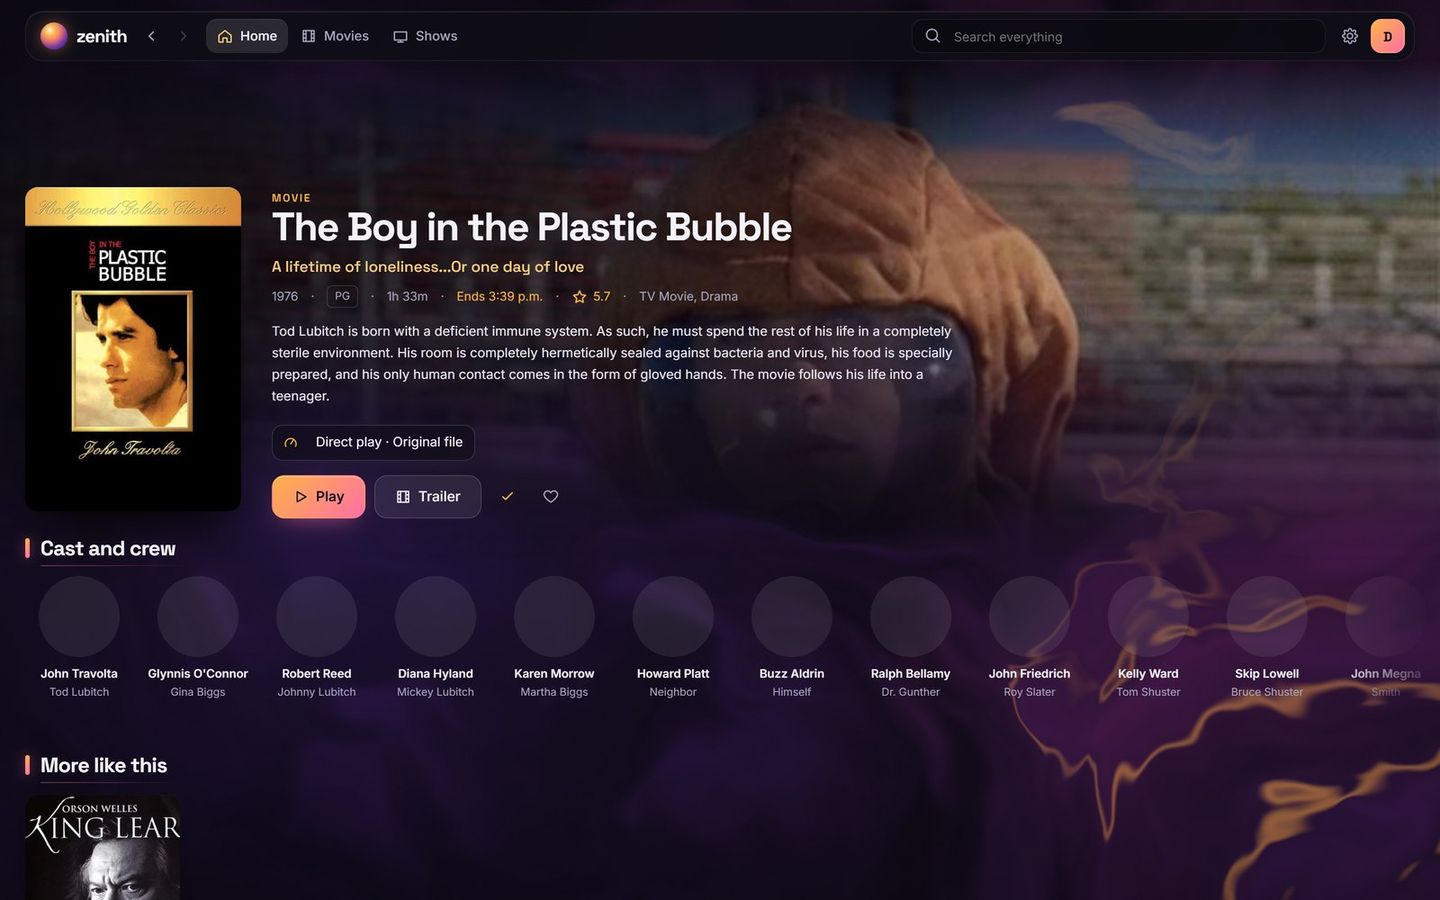 zenith
Home
Movies
Shows
Search everything
D
Hollywood Golden Classics
THE BOY
IN THE
PLASTIC
BUBBLE
John Travolta
MOVIE
The Boy in the Plastic Bubble
A lifetime of loneliness...Or one day of love
1976 · PG · 1h 33m · Ends 3:39 p.m. · 5.7 · TV Movie, Drama
Tod Lubitch is born with a deficient immune system. As such, he must spend the rest of his life in a completely
sterile environment. His room is completely hermetically sealed against bacteria and virus, his food is specially
prepared, and his only human contact comes in the form of gloved hands. The movie follows his life into a
teenager.
Direct play · Original file
Play
Trailer
Cast and crew
John Travolta
Tod Lubitch
Glynnis O'Connor
Gina Biggs
Robert Reed
Johnny Lubitch
Diana Hyland
Mickey Lubitch
Karen Morrow
Martha Biggs
Howard Platt
Neighbor
Buzz Aldrin
Himself
Ralph Bellamy
Dr. Gunther
John Friedrich
Roy Slater
Kelly Ward
Tom Shuster
Skip Lowell
Bruce Shuster
John Megna
Smith
More like this
ORSON WELLES
KING LEAR